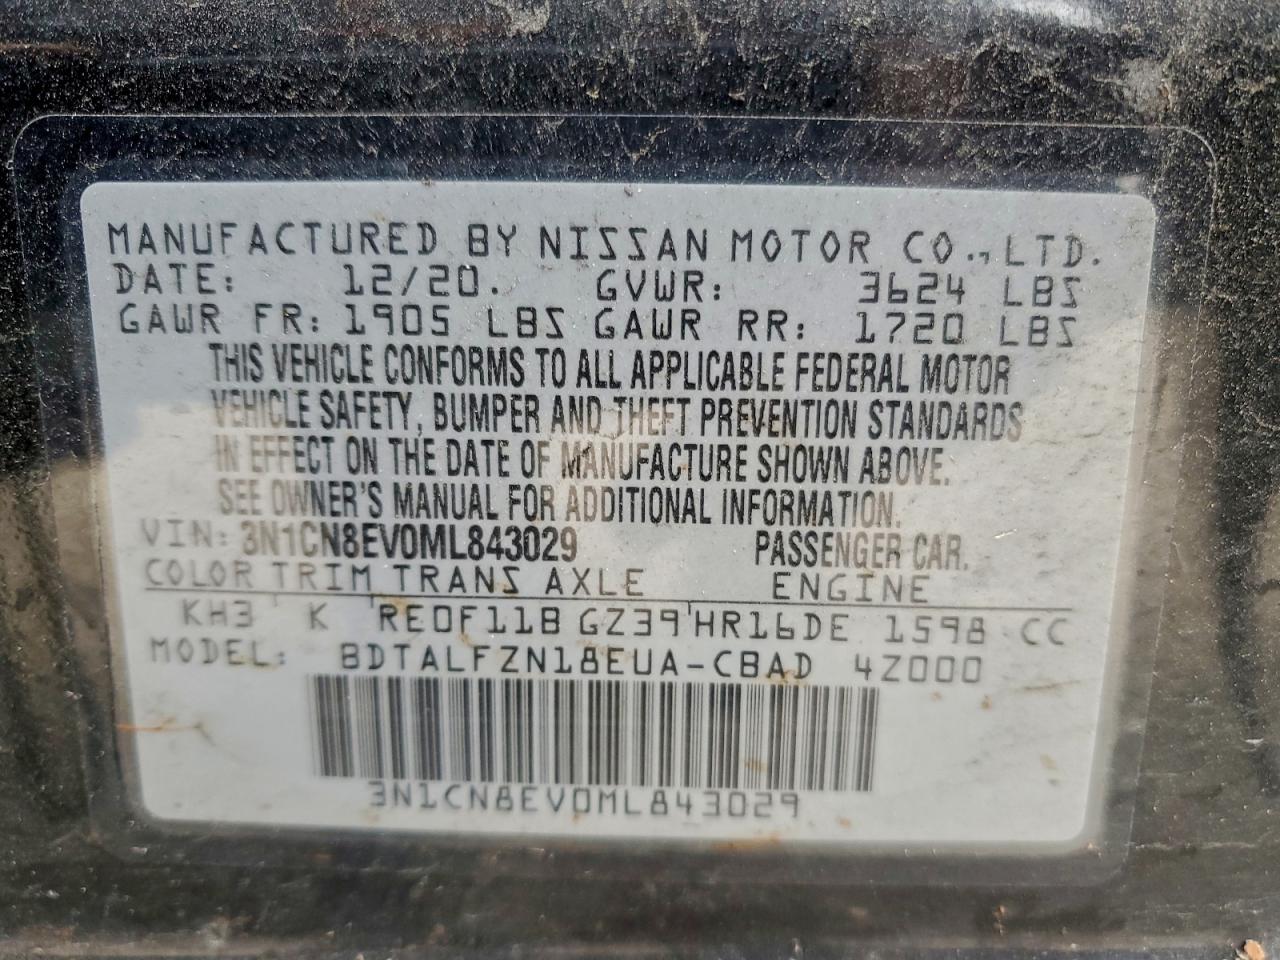 MANUFACTURED BY NISSAN MOTOR CO., LTD.
DATE: 12/20. GVWR: 3624 LBS
GAWR FR: 1905 LBS GAWR RR: 1720 LBS
THIS VEHICLE CONFORMS TO ALL APPLICABLE FEDERAL MOTOR
VEHICLE SAFETY, BUMPER AND THEFT PREVENTION STANDARDS
IN EFFECT ON THE DATE OF MANUFACTURE SHOWN ABOVE.
SEE OWNER'S MANUAL FOR ADDITIONAL INFORMATION.
VIN: 3N1CN8EV0ML843029 PASSENGER CAR.
COLOR TRIM TRANS AXLE ENGINE
KH3 K RE0F11B GZ39 HR16DE 1598 CC
MODEL: BDTALFZN18EUA-CBAD 4Z000
3N1CN8EV0ML843029